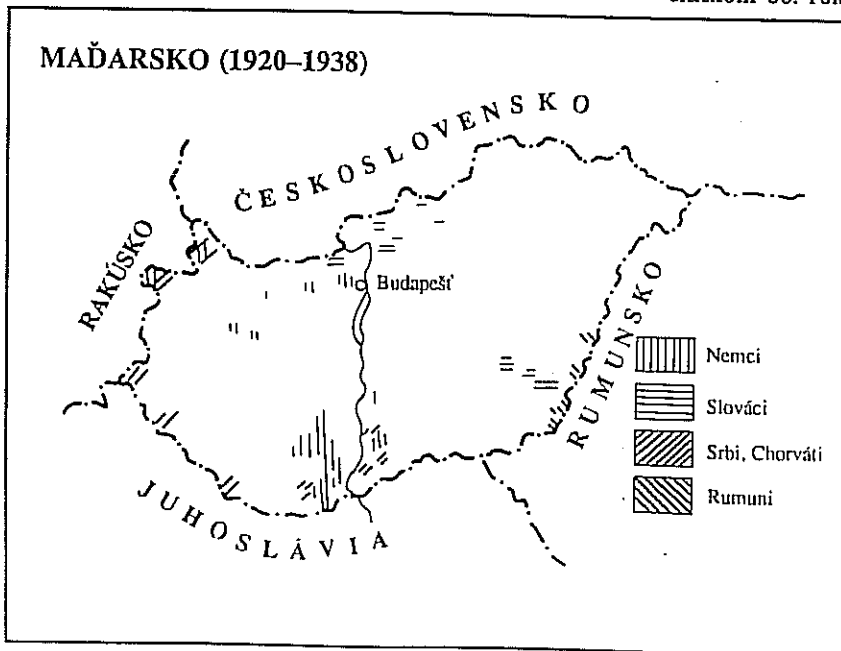 MAĎARSKO (1920–1938)
ČESKOSLOVENSKO
RAKÚSKO
Budapešť
RUMUNSKO
JUHOSLÁVIA
Nemci
Slováci
Srbi, Chorváti
Rumuni